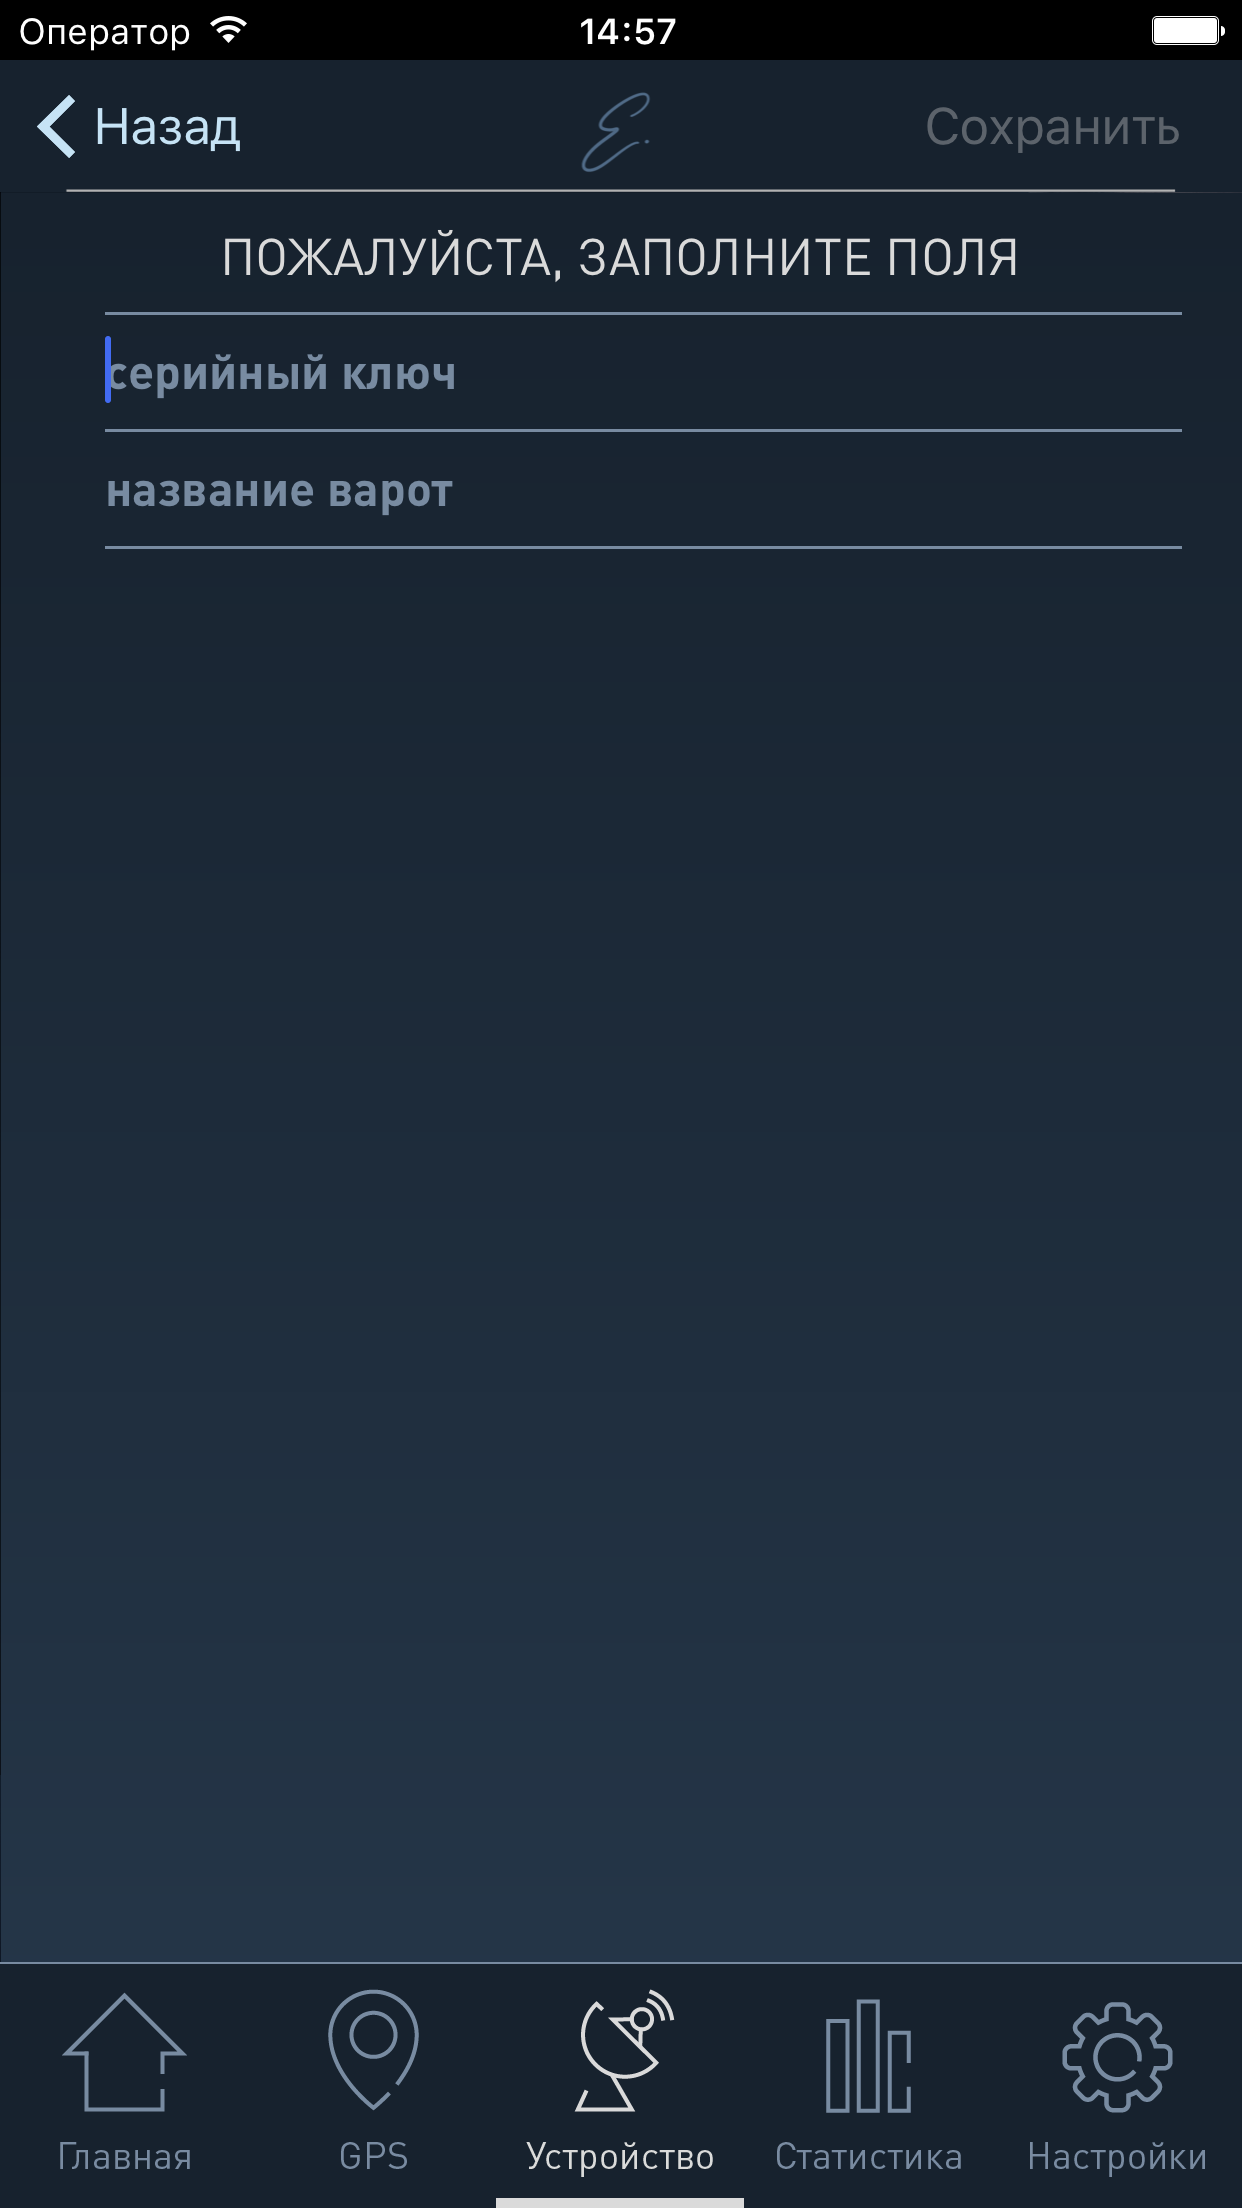 Оператор 14:57
Назад E. Сохранить
ПОЖАЛУЙСТА, ЗАПОЛНИТЕ ПОЛЯ
серийный ключ
название варот
Главная GPS Устройство Статистика Настройки